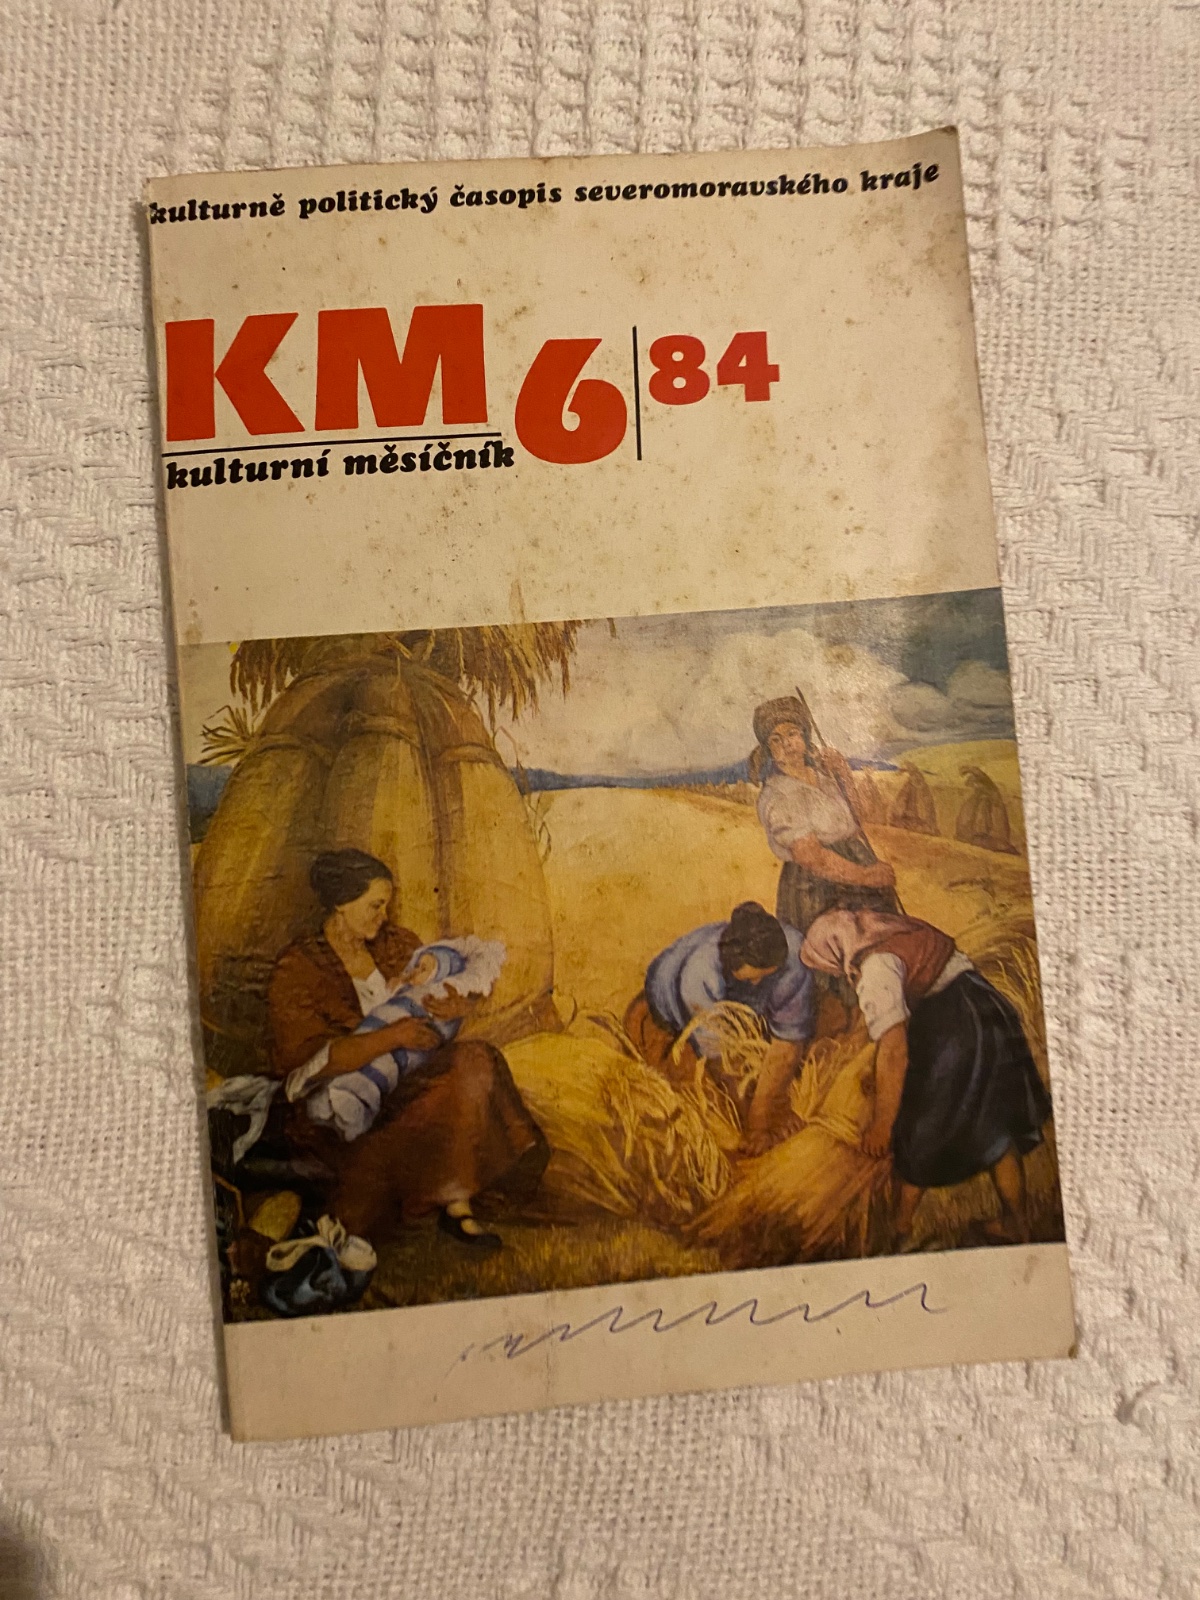 kulturně politický časopis severomoravského kraje
KM 6|84
kulturní měsíčník